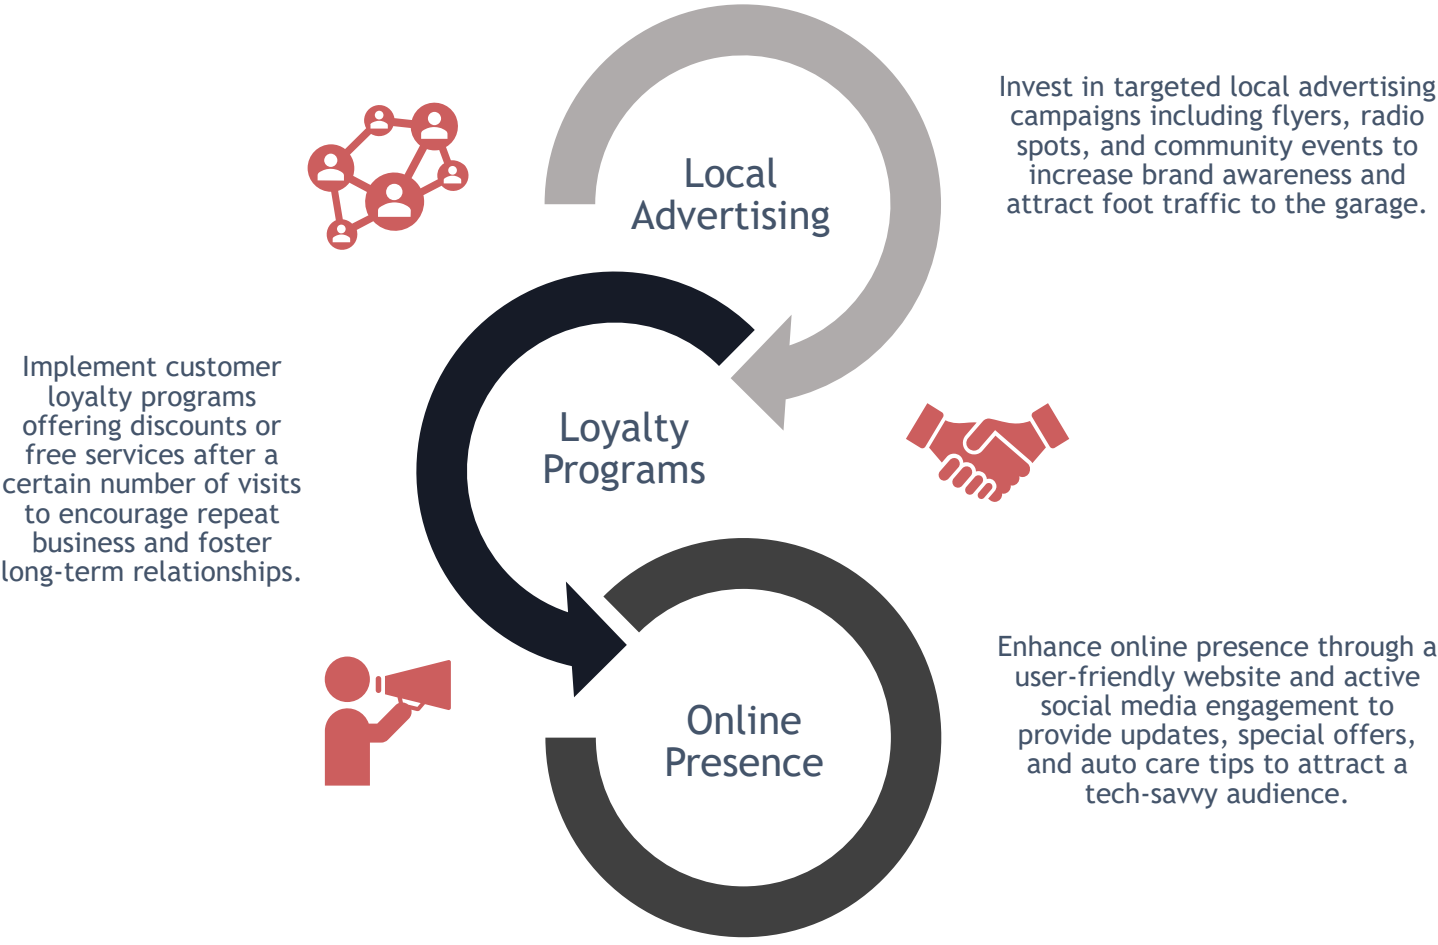 Local
Advertising
Invest in targeted local advertising
campaigns including flyers, radio
spots, and community events to
increase brand awareness and
attract foot traffic to the garage.
Loyalty
Programs
Implement customer
loyalty programs
offering discounts or
free services after a
certain number of visits
to encourage repeat
business and foster
long-term relationships.
Online
Presence
Enhance online presence through a
user-friendly website and active
social media engagement to
provide updates, special offers,
and auto care tips to attract a
tech-savvy audience.